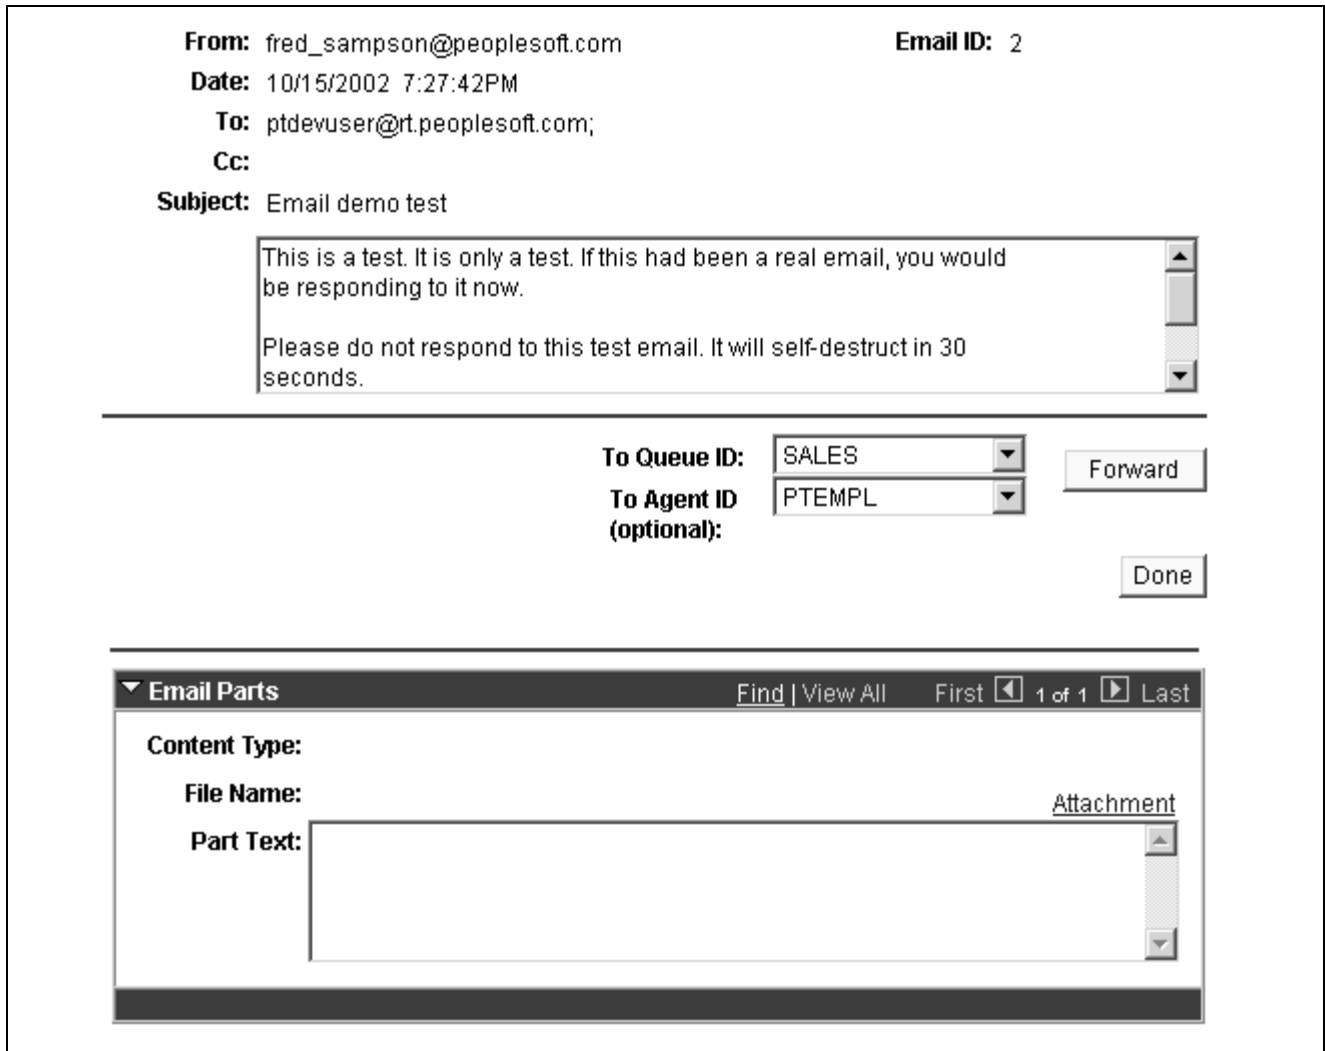 From: fred_sampson@peoplesoft.com Email ID: 2
Date: 10/15/2002 7:27:42PM
To: ptdevuser@rt.peoplesoft.com;
Cc:
Subject: Email demo test
This is a test. It is only a test. If this had been a real email, you would
be responding to it now.
Please do not respond to this test email. It will self-destruct in 30
seconds.
To Queue ID: SALES
Forward
To Agent ID PTEMPL
(optional):
Done
Email Parts Find | View All First 1 of 1 Last
Content Type:
File Name:
Attachment
Part Text: